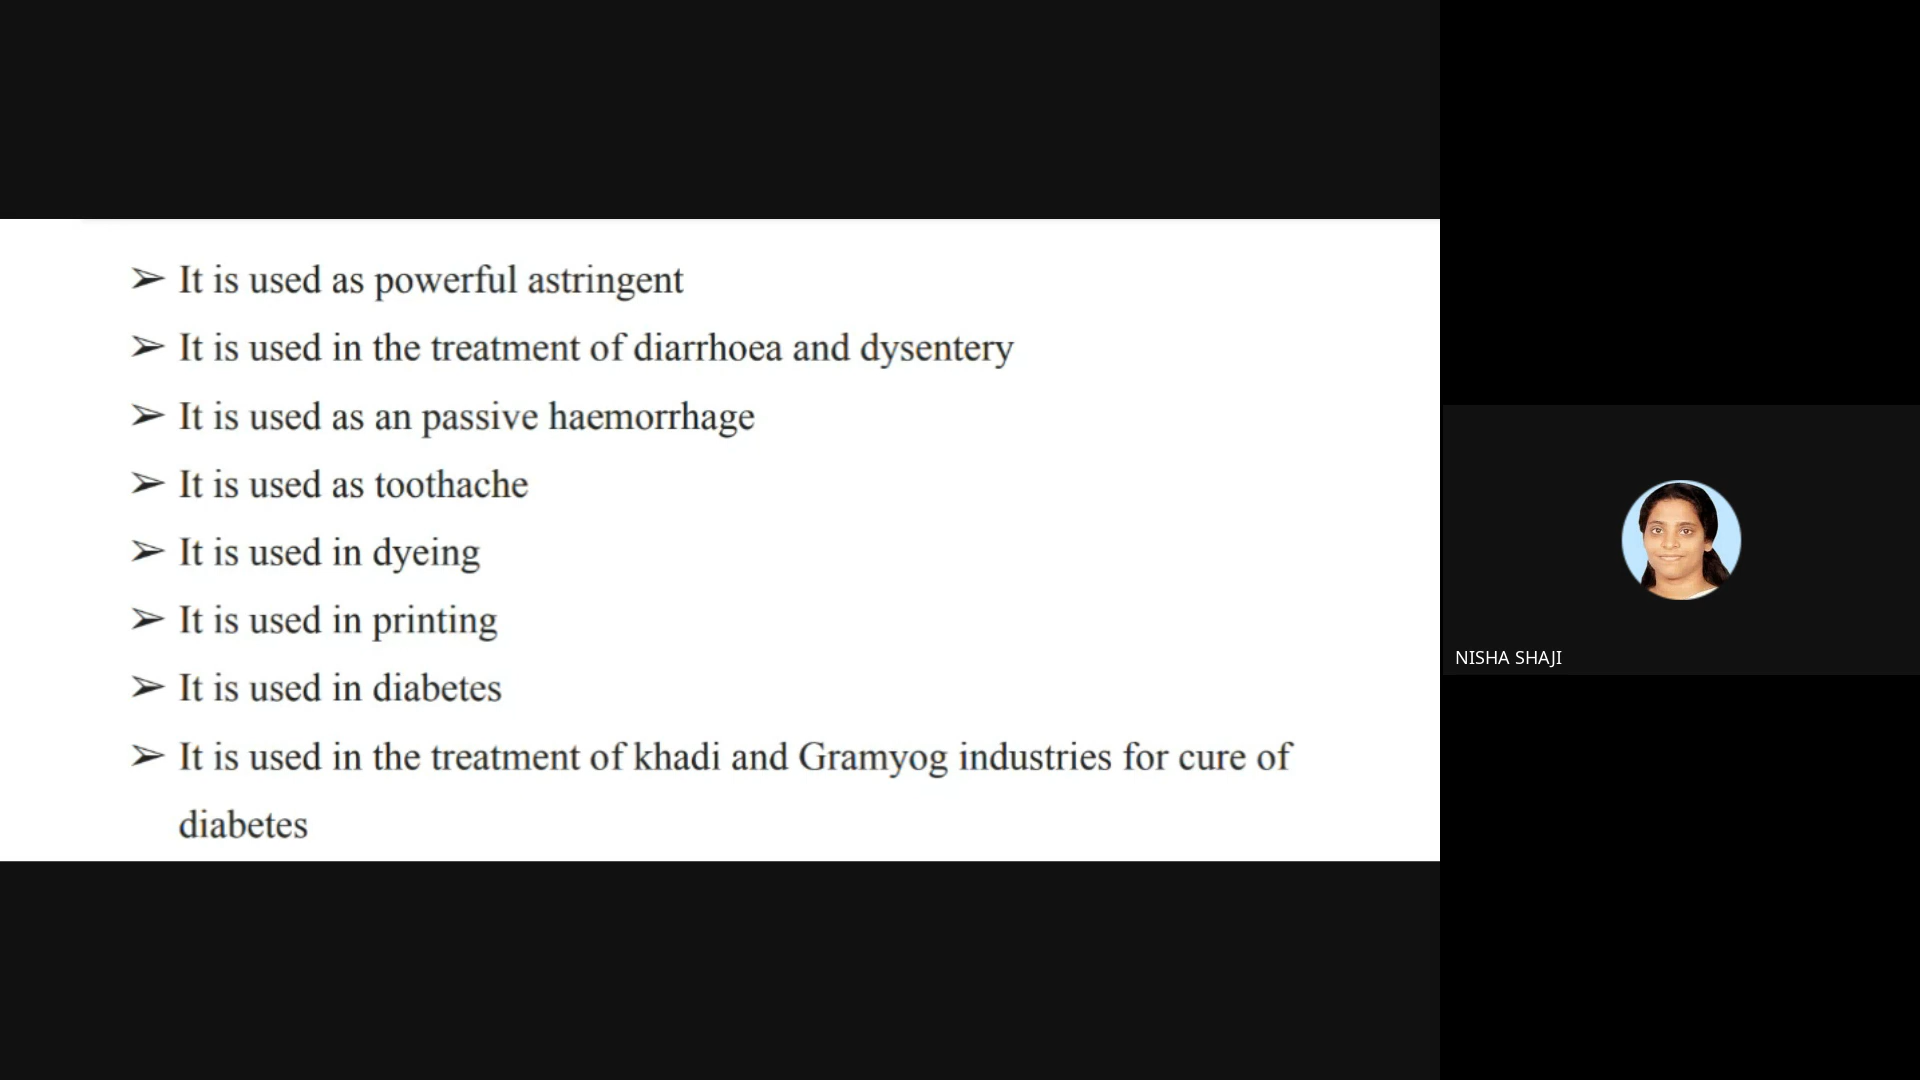 ➢ It is used as powerful astringent
➢ It is used in the treatment of diarrhoea and dysentery
➢ It is used as an passive haemorrhage
➢ It is used as toothache
➢ It is used in dyeing
➢ It is used in printing
➢ It is used in diabetes
➢ It is used in the treatment of khadi and Gramyog industries for cure of
diabetes
NISHA SHAJI